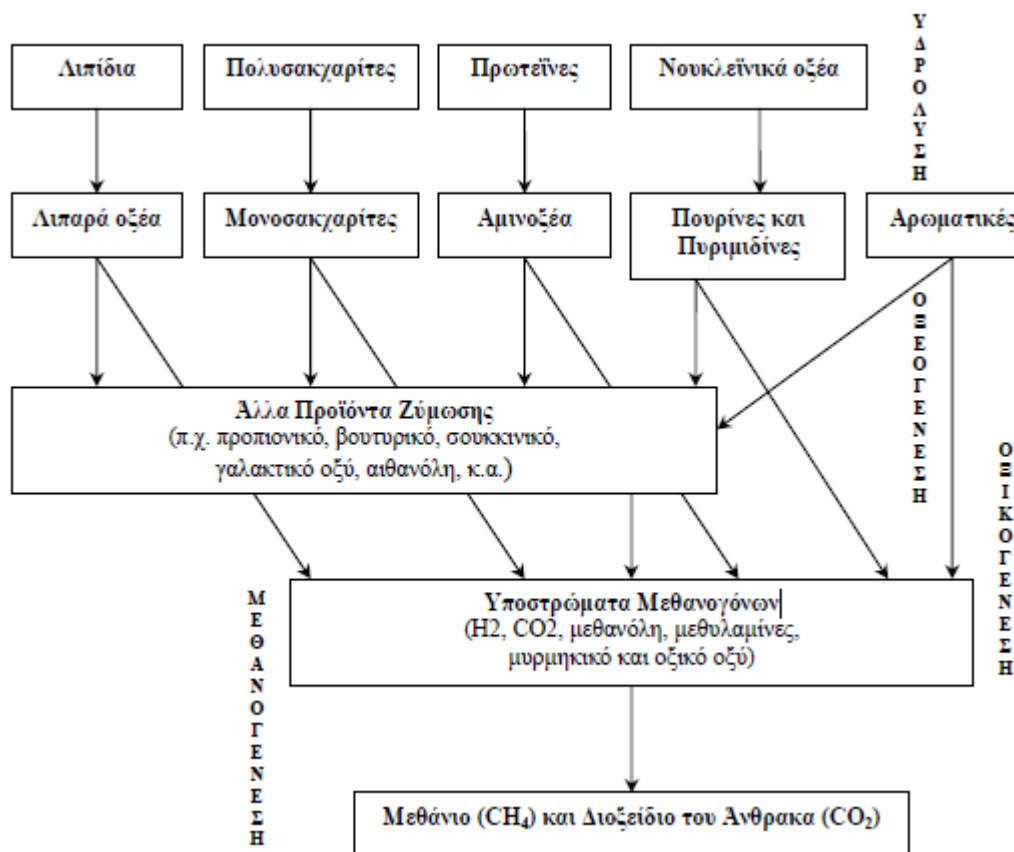 Λιπίδια
Πολυσακχαρίτες
Πρωτεΐνες
Νουκλεϊνικά οξέα
ΥΔΡΟΛΥΣΗ
Λιπαρά οξέα
Μονοσακχαρίτες
Αμινοξέα
Πουρίνες και
Πυριμιδίνες
Αρωματικές
ΟΞΕΟΓΕΝΕΣΗ
Άλλα Προϊόντα Ζύμωσης
(π.χ. προπιονικό, βουτυρικό, σουκκινικό,
γαλακτικό οξύ, αιθανόλη, κ.α.)
ΟΞΙΚΟΓΕΝΕΣΗ
Υποστρώματα Μεθανογόνων
(H2, CO2, μεθανόλη, μεθυλαμίνες,
μυρμηκικό και οξικό οξύ)
ΜΕΘΑΝΟΓΕΝΕΣΗ
Μεθάνιο (CH₄) και Διοξείδιο του Άνθρακα (CO₂)